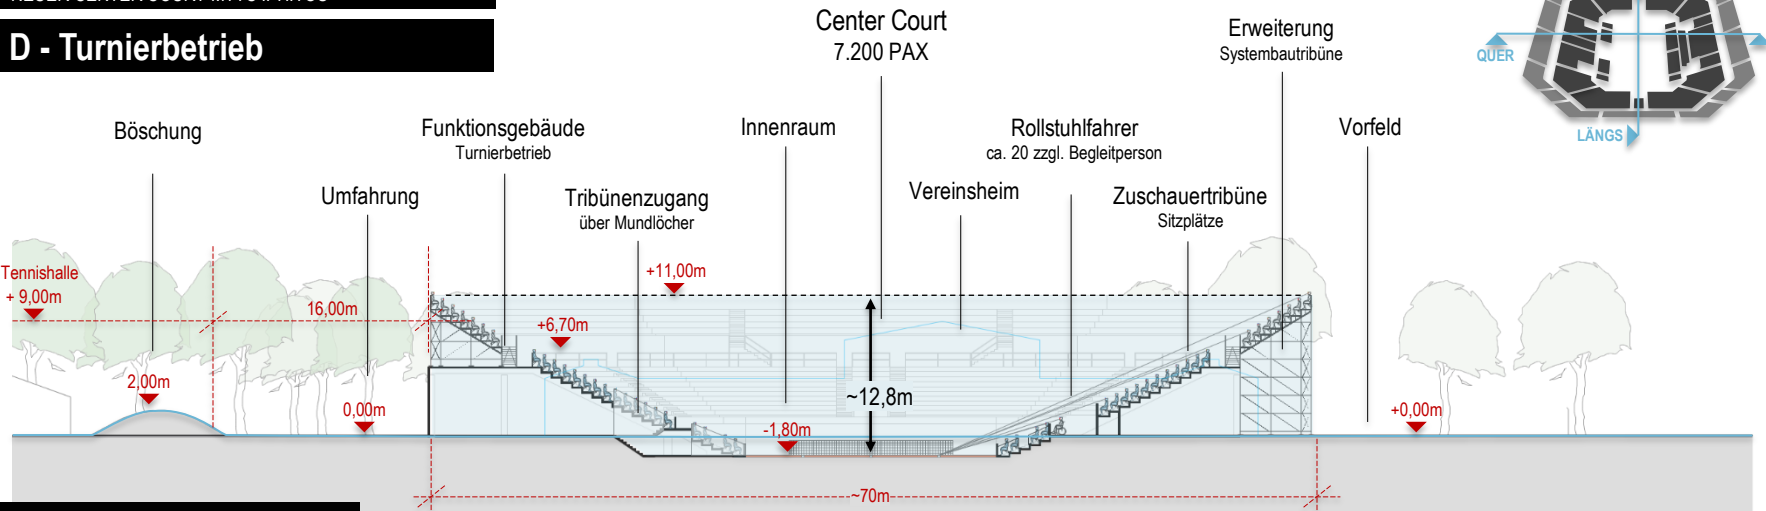 D - Turnierbetrieb
Center Court
7.200 PAX
Erweiterung
Systembautribüne
QUER
LÄNGS
Böschung
Funktionsgebäude
Turnierbetrieb
Innenraum
Rollstuhlfahrer
ca. 20 zzgl. Begleitperson
Vorfeld
Umfahrung
Tribünenzugang
über Mundlöcher
Vereinsheim
Zuschauertribüne
Sitzplätze
Tennishalle
+ 9,00m
16,00m
+11,00m
+6,70m
2,00m
0,00m
~12,8m
-1,80m
+0,00m
~70m